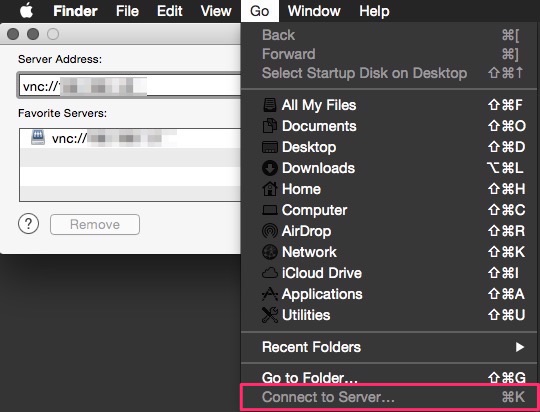 Finder File Edit View Go Window Help
Server Address:
vnc://
Favorite Servers:
vnc://
? Remove
Back ⌘[
Forward ⌘]
Select Startup Disk on Desktop ⇧⌘↑
All My Files ⇧⌘F
Documents ⇧⌘O
Desktop ⇧⌘D
Downloads ⌥⌘L
Home ⇧⌘H
Computer ⇧⌘C
AirDrop ⇧⌘R
Network ⇧⌘K
iCloud Drive ⇧⌘I
Applications ⇧⌘A
Utilities ⇧⌘U
Recent Folders ▶
Go to Folder... ⇧⌘G
Connect to Server... ⌘K